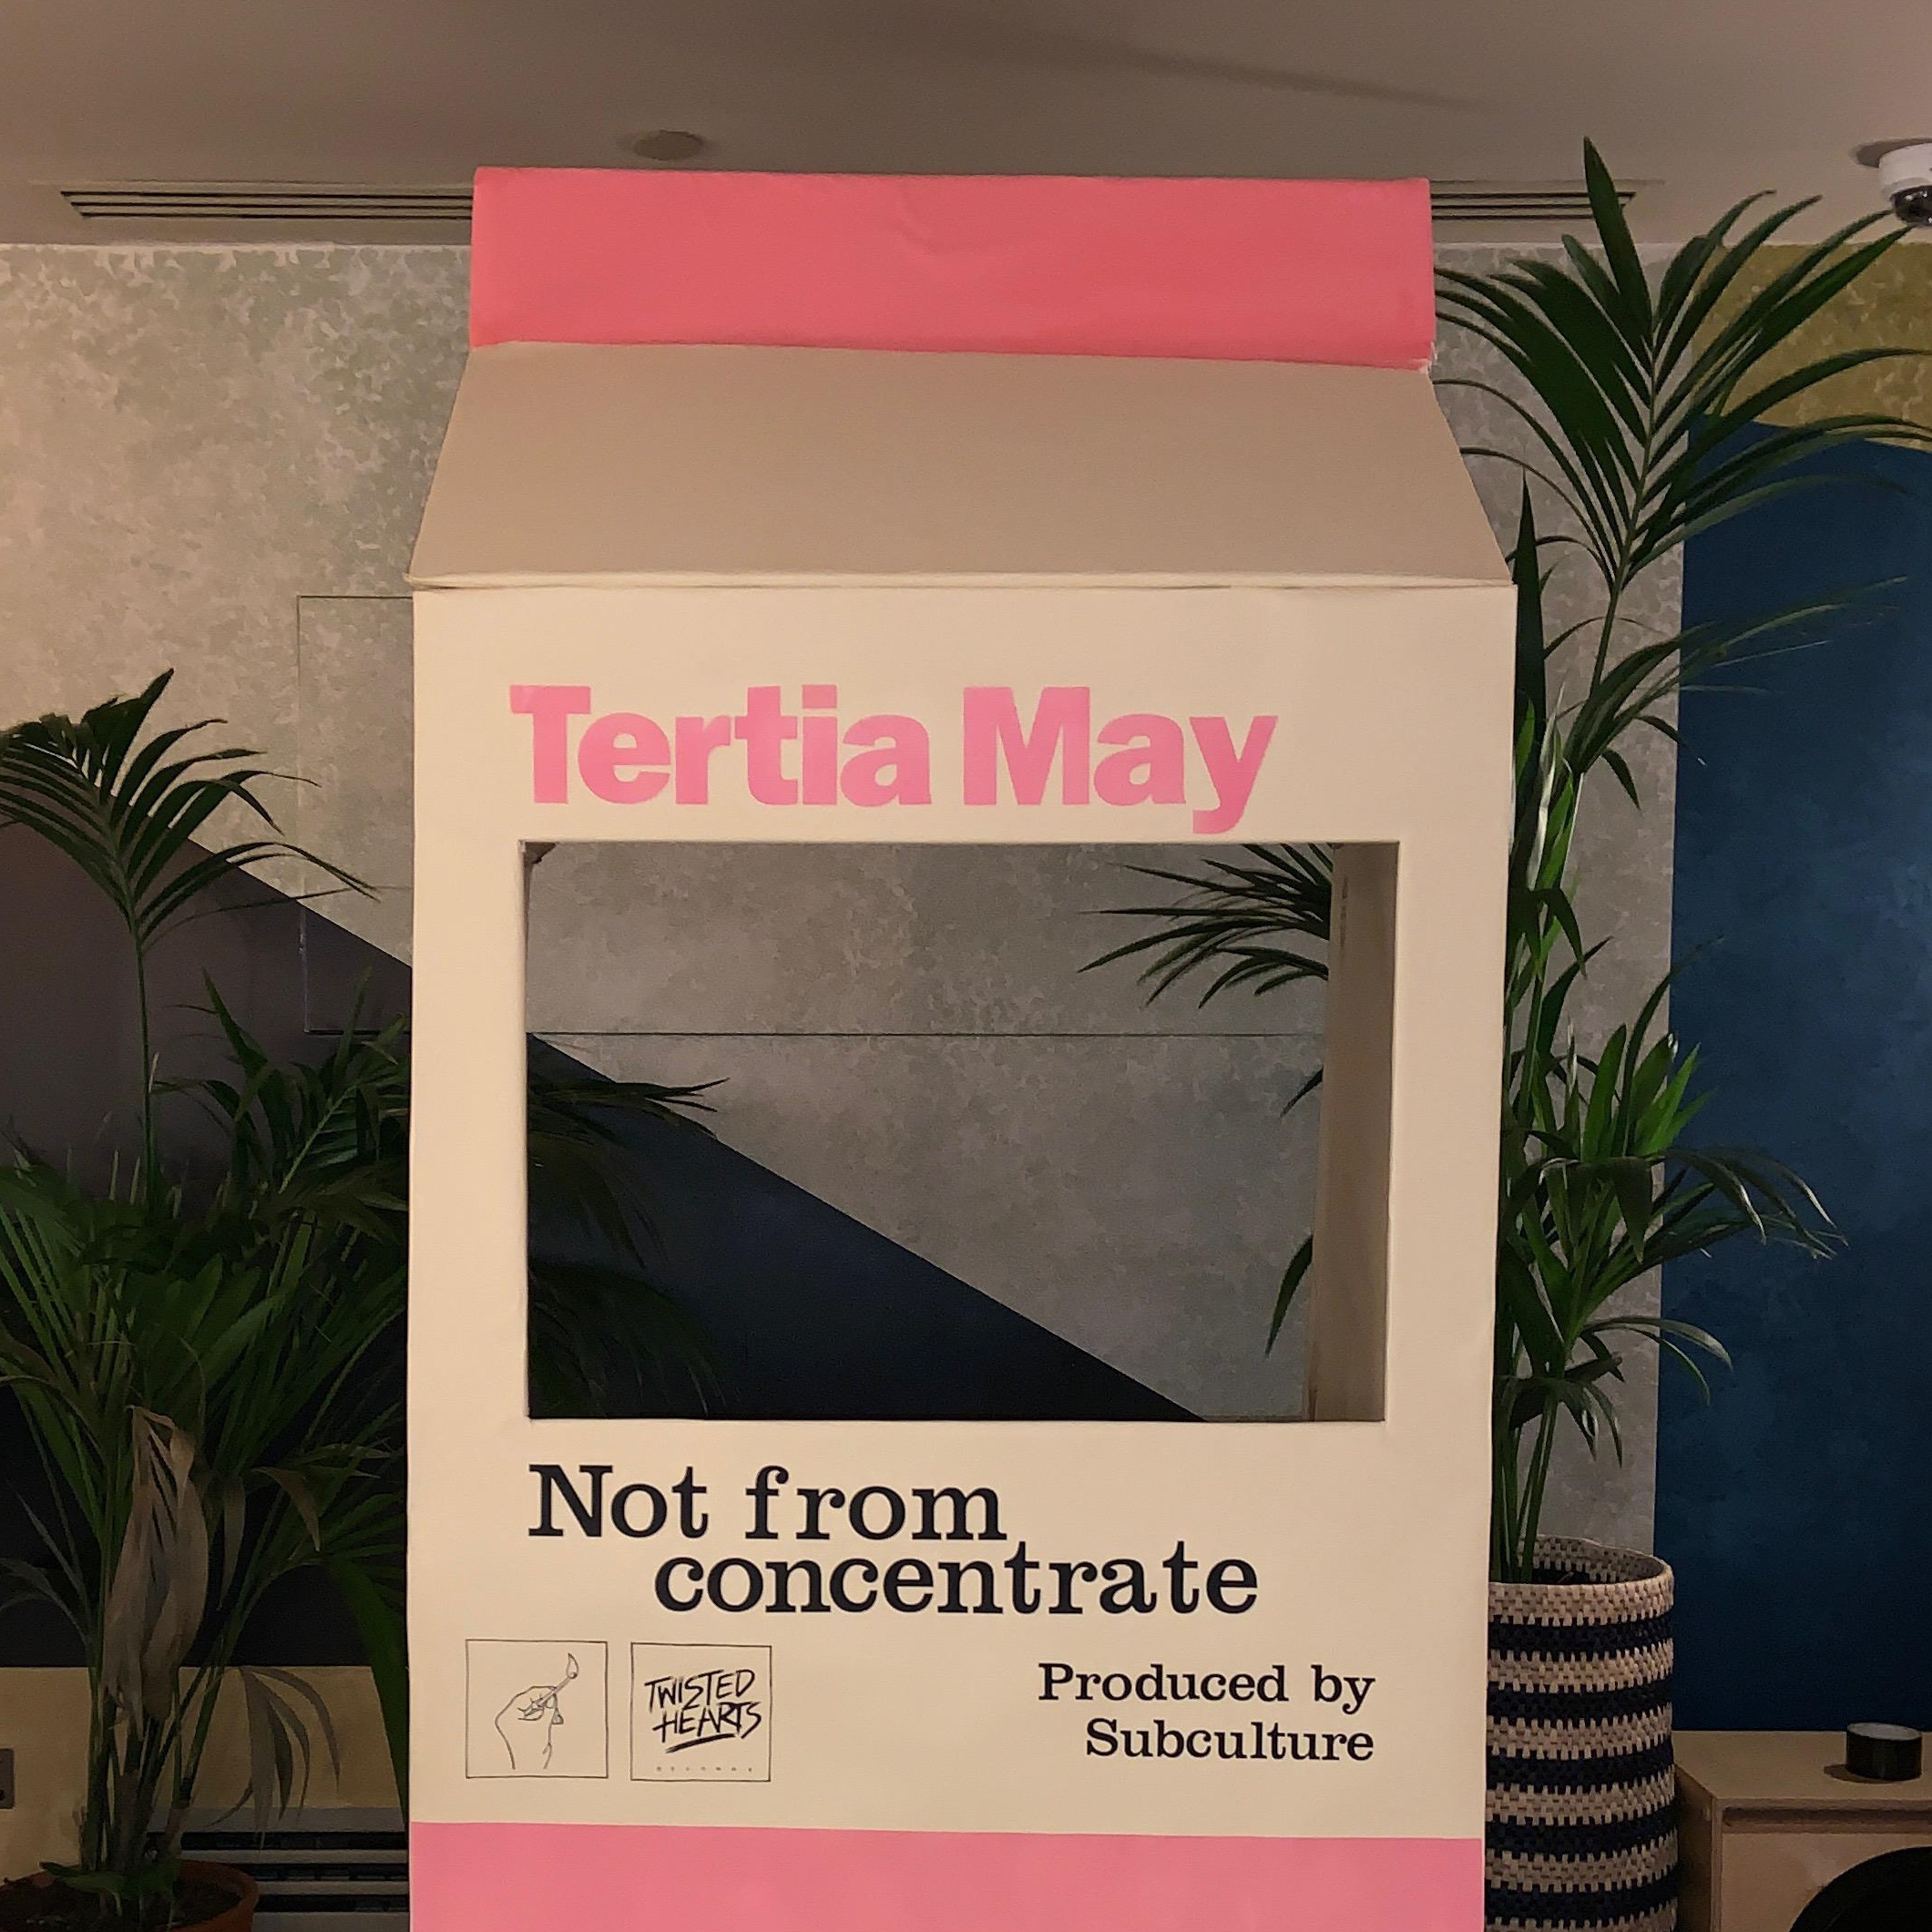 Tertia May
Not from
concentrate
TWISTED
HEARTS
Produced by
Subculture